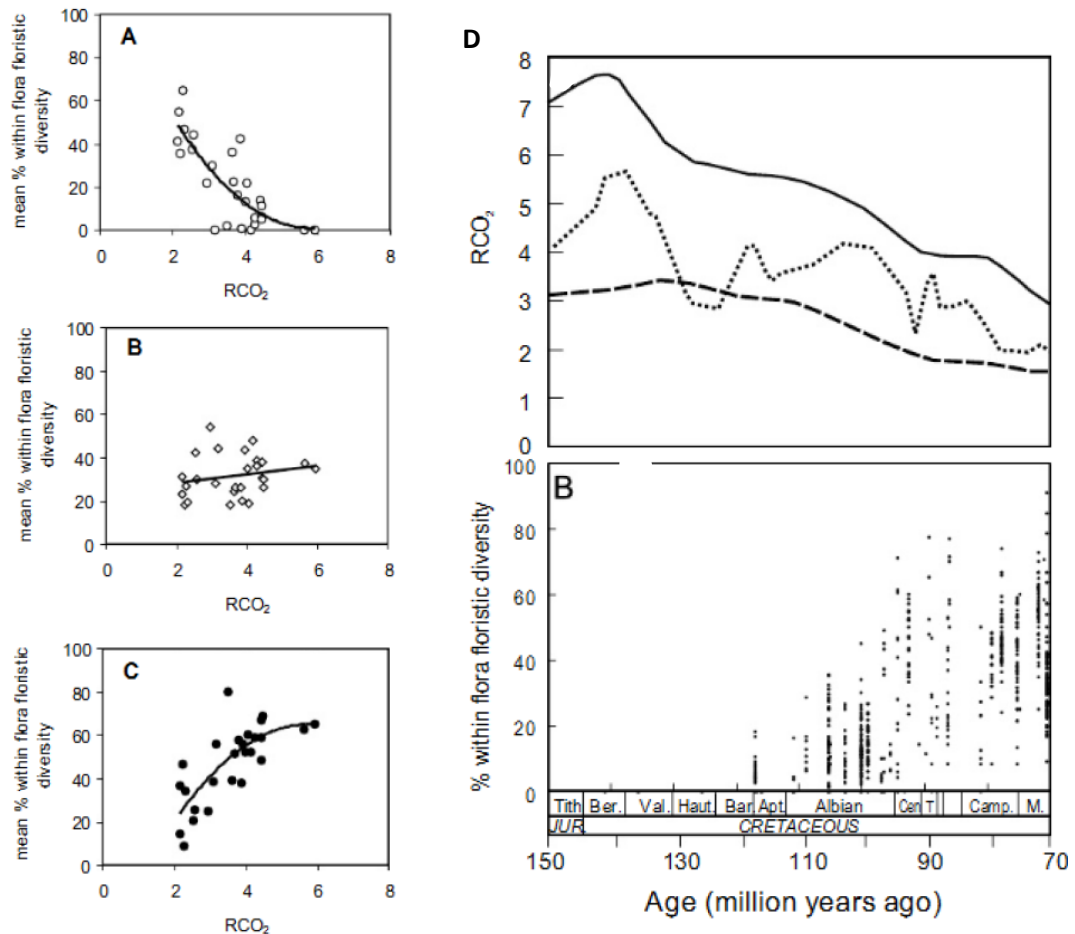 A
mean % within flora floristic
diversity
100
80
60
40
20
0
0 2 4 6 8
RCO₂
B
mean % within flora floristic
diversity
100
80
60
40
20
0
0 2 4 6 8
RCO₂
C
mean % within flora floristic
diversity
100
80
60
40
20
0
0 2 4 6 8
RCO₂
D
RCO₂
8
7
6
5
4
3
2
1
0
B
% within flora floristic diversity
100
80
60
40
20
0
Tith Ber. Val. Haut. Bar. Apt. Albian Cen T Camp. M.
JUR. CRETACEOUS
150 130 110 90 70
Age (million years ago)